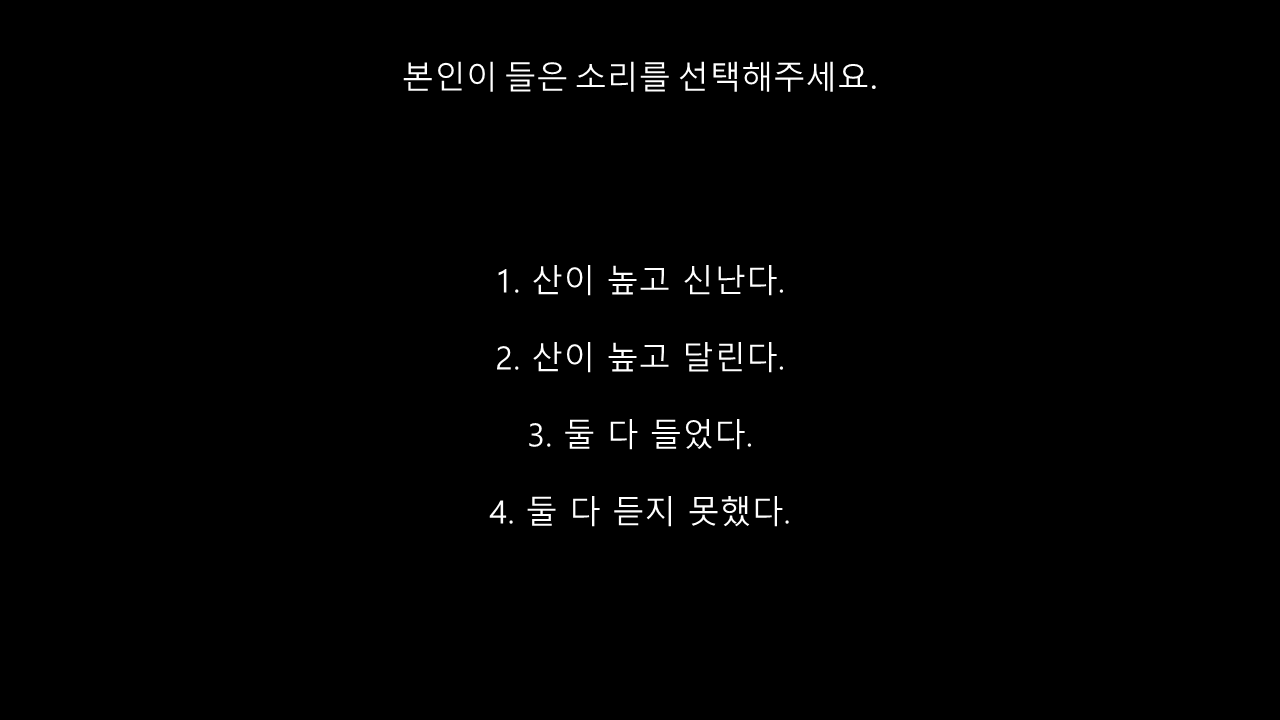 본인이 들은 소리를 선택해주세요.
1. 산이 높고 신난다.
2. 산이 높고 달린다.
3. 둘 다 들었다.
4. 둘 다 듣지 못했다.